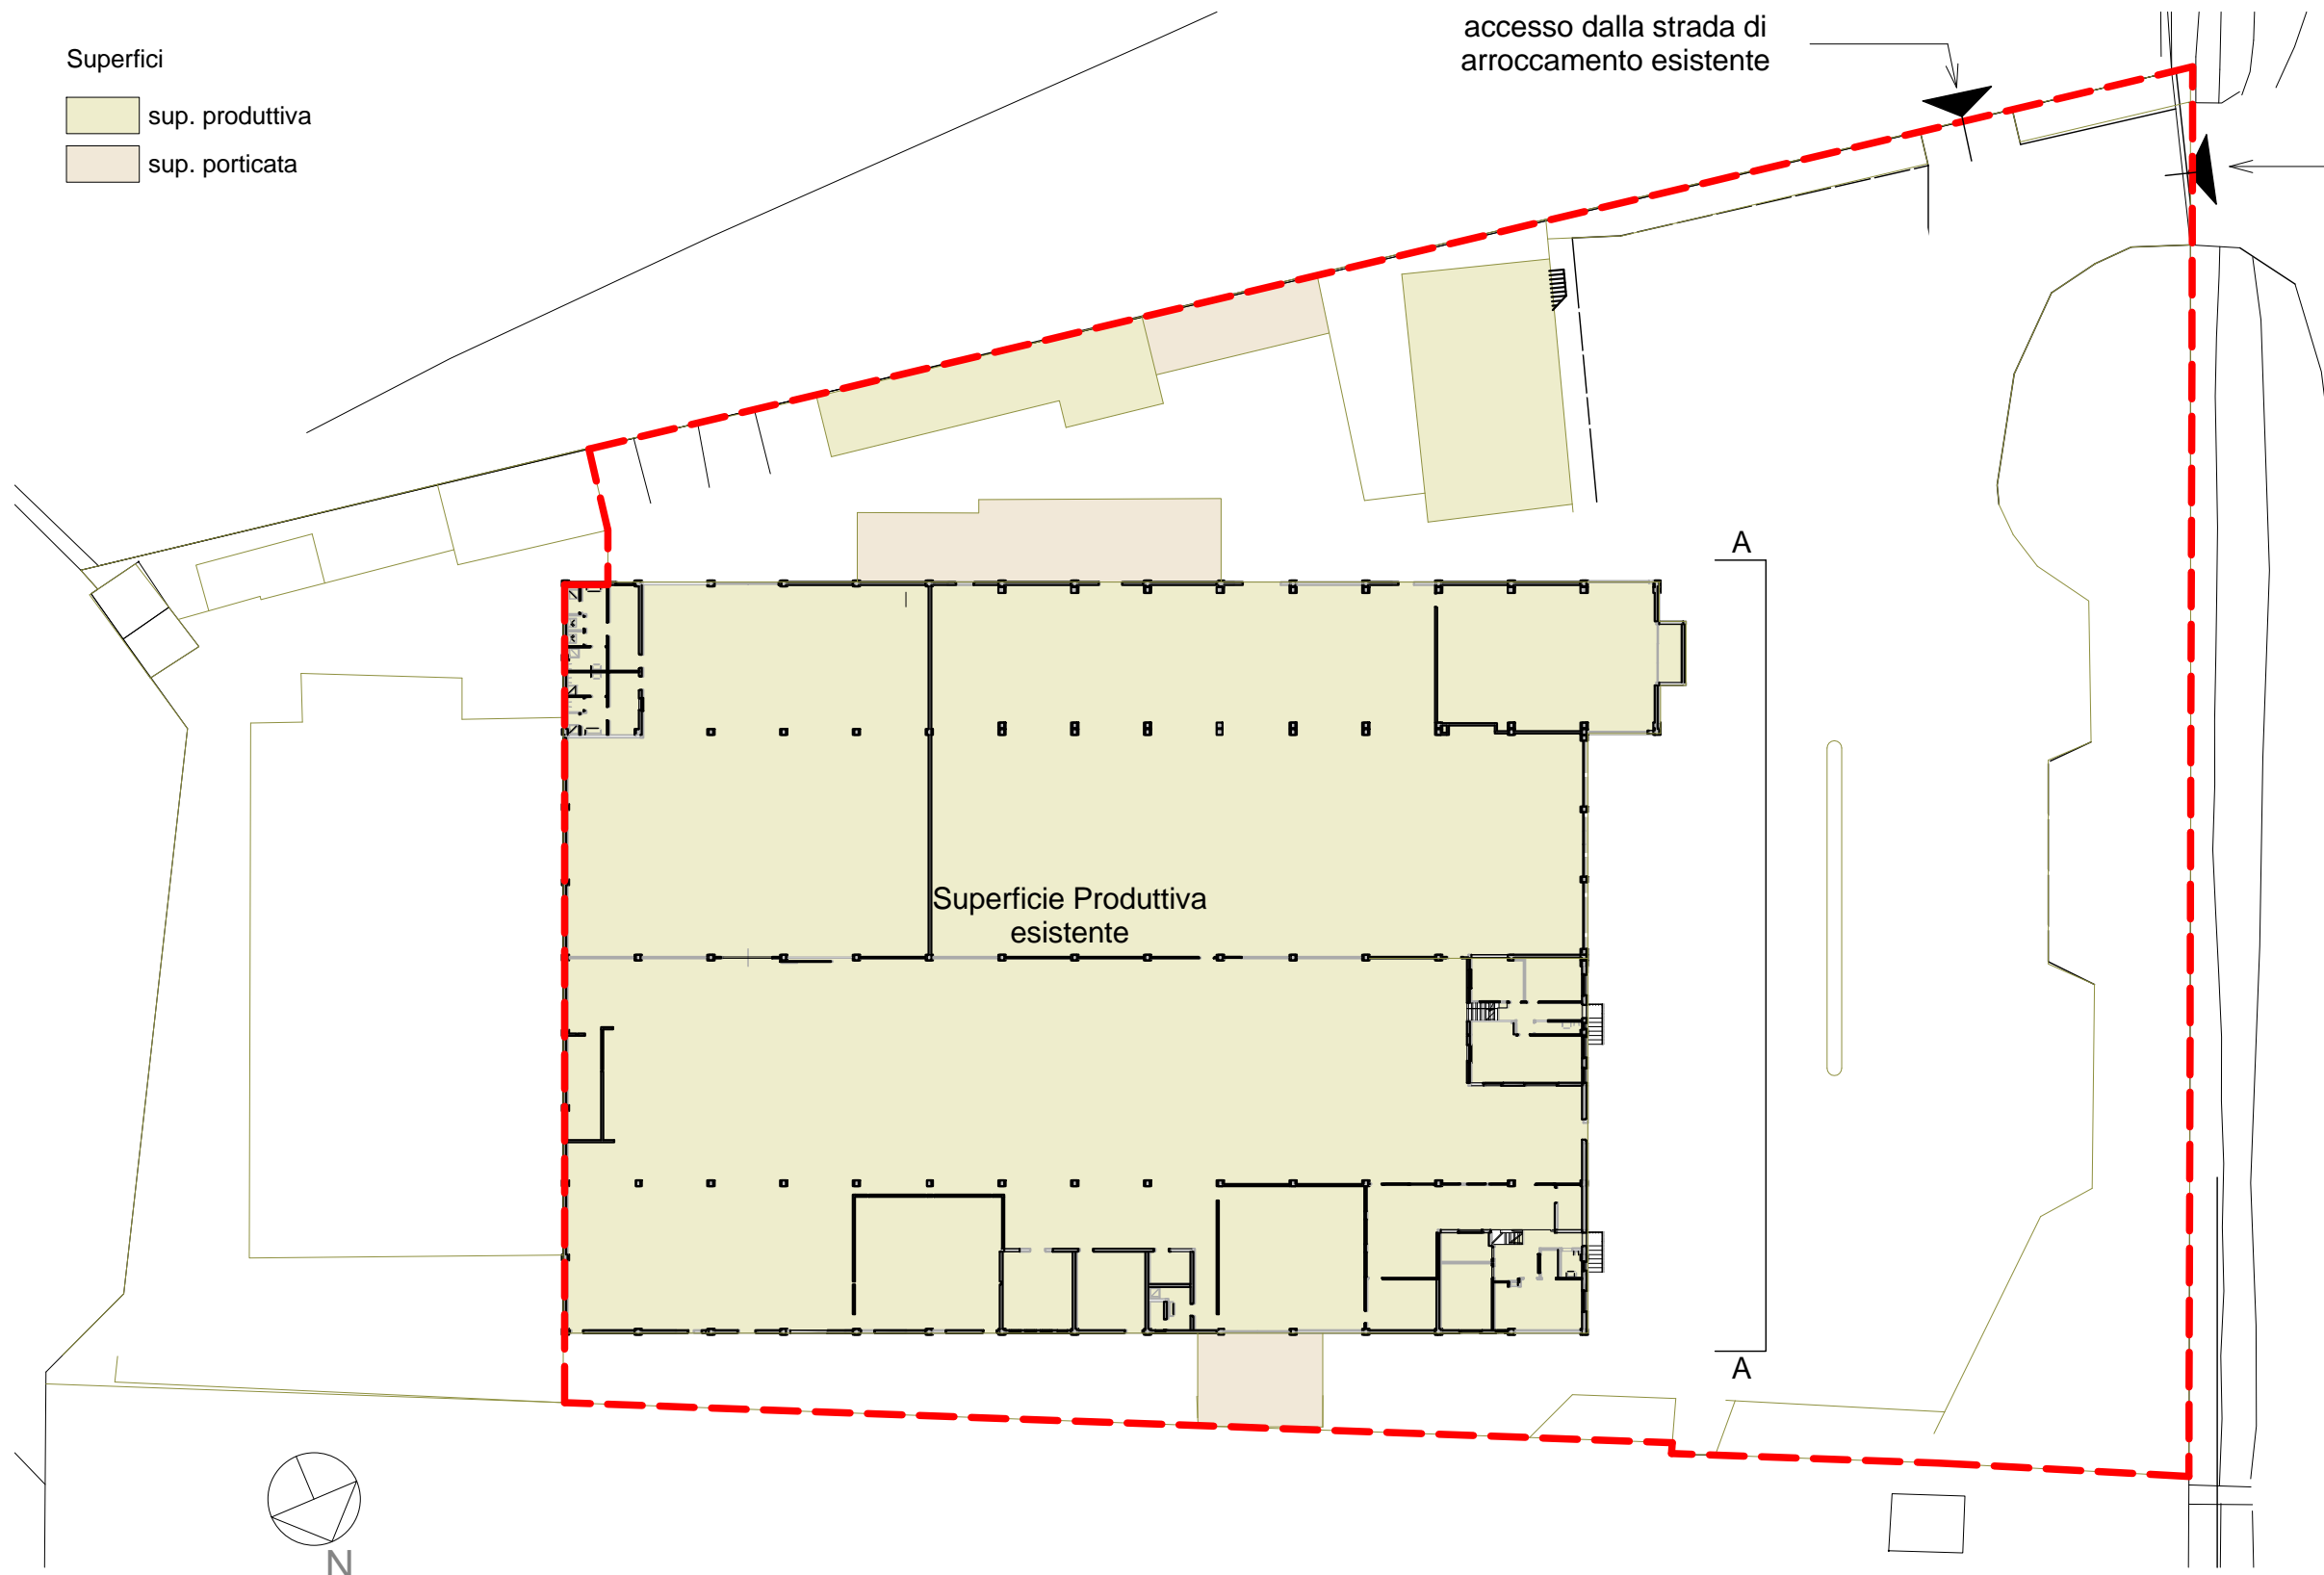 accesso dalla strada di
arroccamento esistente
Superfici
sup. produttiva
sup. porticata
A
Superficie Produttiva
esistente
A
N